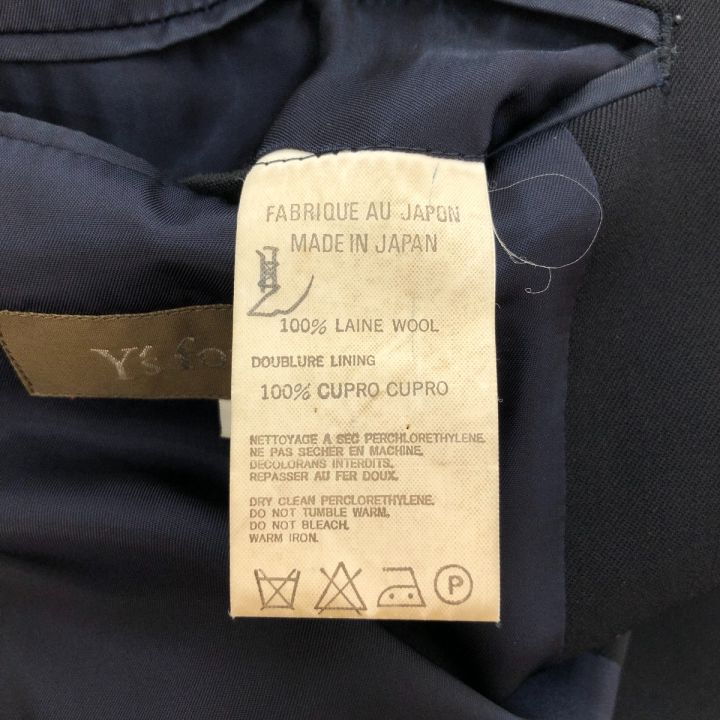 FABRIQUE AU JAPON
MADE IN JAPAN
100% LAINE WOOL
DOUBLURE LINING
100% CUPRO CUPRO
Y's fo
NETTOYAGE A SEC PERCHLORETHYLENE.
NE PAS SECHER EN MACHINE,
DECOLORANS INTERDITS,
REPASSER AU FER DOUX.
DRY CLEAN PERCLORETHYLENE.
DO NOT TUMBLE WARM,
DO NOT BLEACH,
WARM IRON.
P